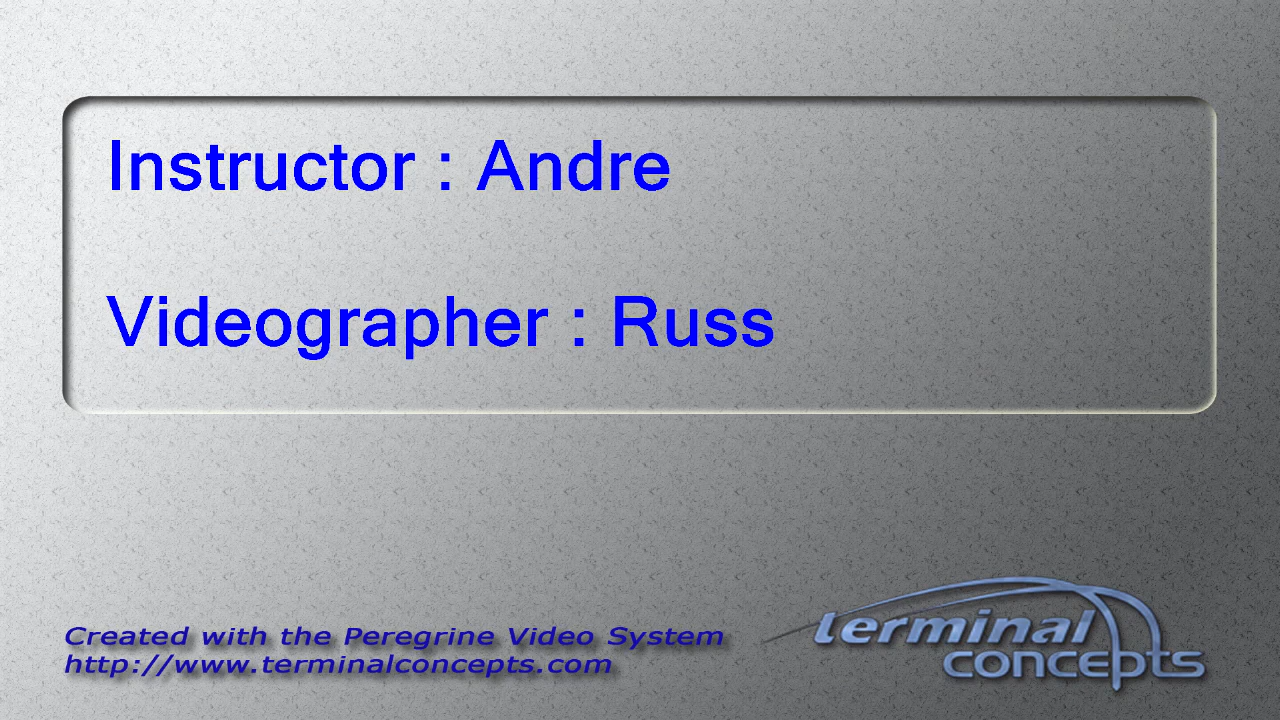 Instructor : Andre
Videographer : Russ
Created with the Peregrine Video System
http://www.terminalconcepts.com
terminal
concepts